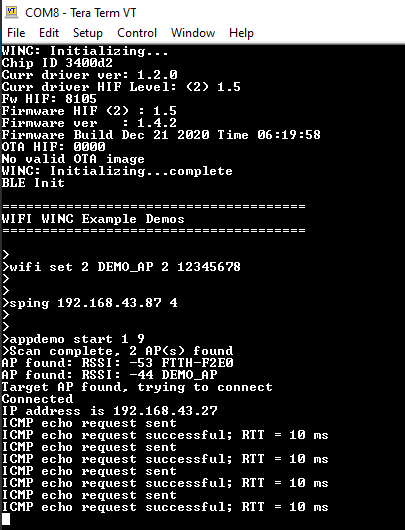 COM8 - Tera Term VT
File Edit Setup Control Window Help
WINC: Initializing...
Chip ID 3400d2
Curr driver ver: 1.2.0
Curr driver HIF Level: (2) 1.5
Fw HIF: 8105
Firmware HIF (2) : 1.5
Firmware ver   : 1.4.2
Firmware Build Dec 21 2020 Time 06:19:58
OTA HIF: 0000
No valid OTA image
WINC: Initializing...complete
BLE Init
======================================
WIFI WINC Example Demos
======================================
>
>wifi set 2 DEMO_AP 2 12345678
>
>
>sping 192.168.43.87 4
>
>
>appdemo start 1 9
>Scan complete, 2 AP(s) found
AP found: RSSI: -53 FTTH-F2E0
AP found: RSSI: -44 DEMO_AP
Target AP found, trying to connect
Connected
IP address is 192.168.43.27
ICMP echo request sent
ICMP echo request successful; RTT = 10 ms
ICMP echo request sent
ICMP echo request successful; RTT = 10 ms
ICMP echo request sent
ICMP echo request successful; RTT = 10 ms
ICMP echo request sent
ICMP echo request successful; RTT = 10 ms